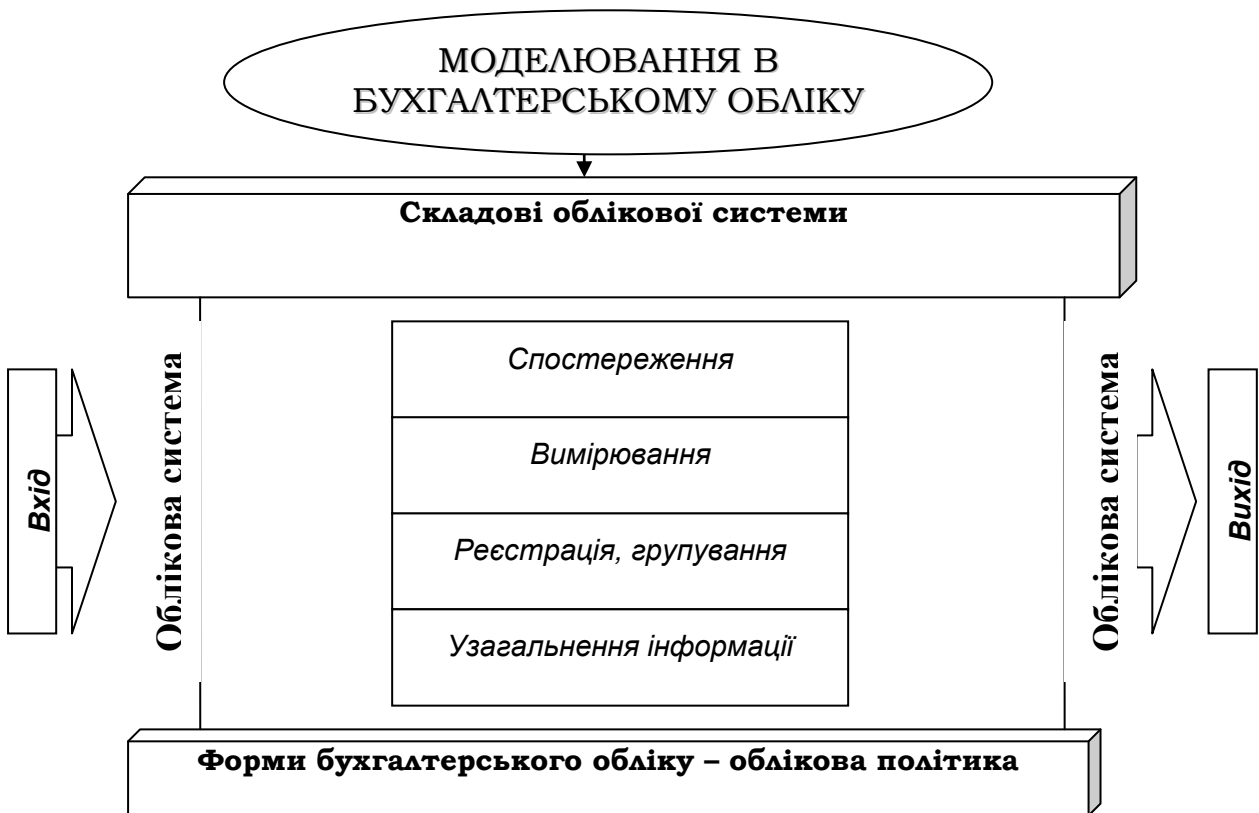 МОДЕЛЮВАННЯ В
БУХГАЛТЕРСЬКОМУ ОБЛІКУ
Складові облікової системи
Вхід
Облікова система
Спостереження
Вимірювання
Реєстрація, групування
Узагальнення інформації
Облікова система
Вихід
Форми бухгалтерського обліку – облікова політика